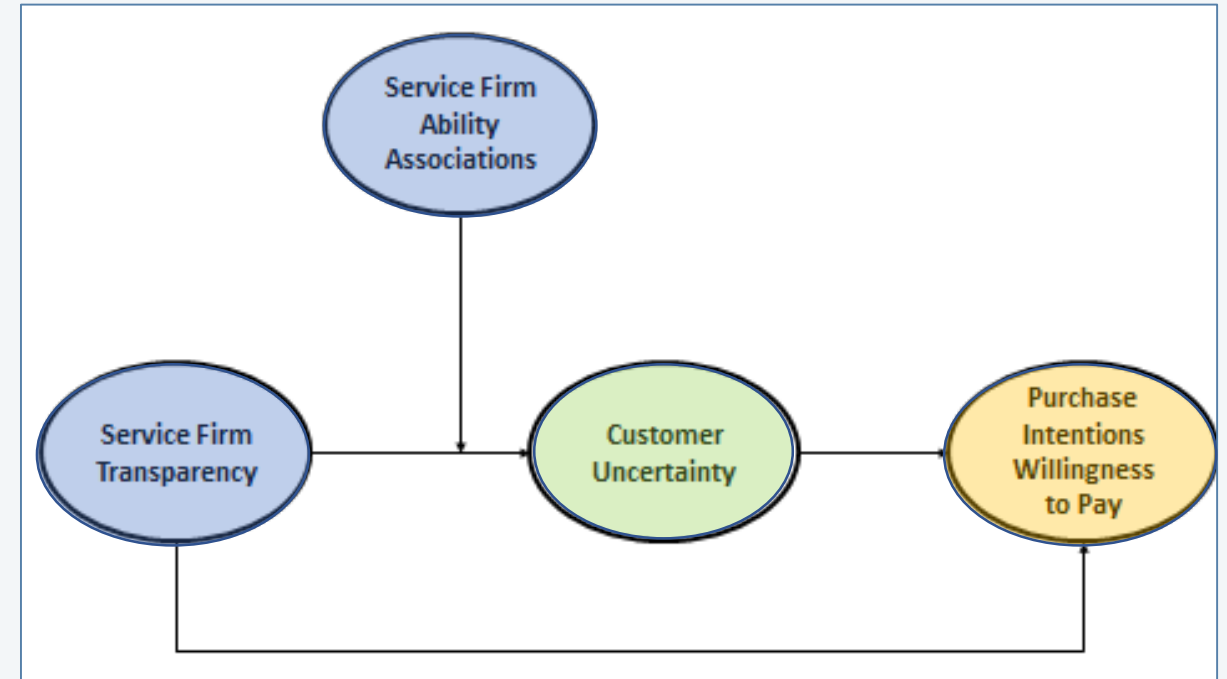 Service Firm
Ability
Associations
Service Firm
Transparency
Customer
Uncertainty
Purchase
Intentions
Willingness
to Pay